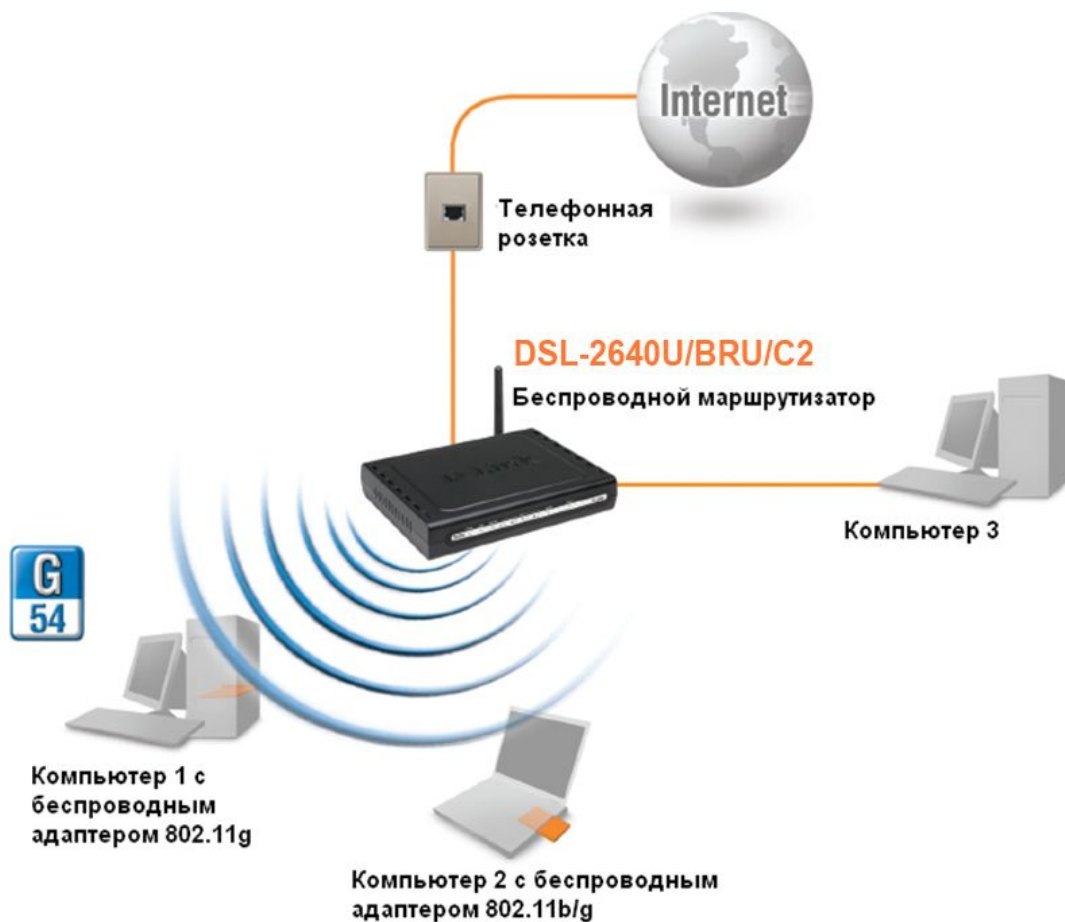 Internet
Телефонная
розетка
DSL-2640U/BRU/C2
Беспроводной маршрутизатор
Компьютер 3
G
54
Компьютер 1 с
беспроводным
адаптером 802.11g
Компьютер 2 с беспроводным
адаптером 802.11b/g